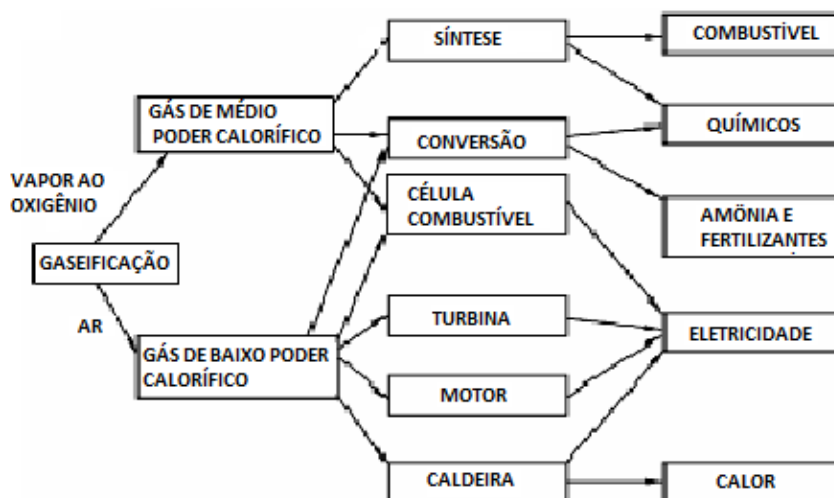 SÍNTESE
COMBUSTÍVEL
GÁS DE MÉDIO
PODER CALORÍFICO
QUÍMICOS
CONVERSÃO
VAPOR AO
OXIGÊNIO
CÉLULA
COMBUSTÍVEL
AMÖNIA E
FERTILIZANTES
GASEIFICAÇÃO
AR
TURBINA
ELETRICIDADE
GÁS DE BAIXO PODER
CALORÍFICO
MOTOR
CALDEIRA
CALOR